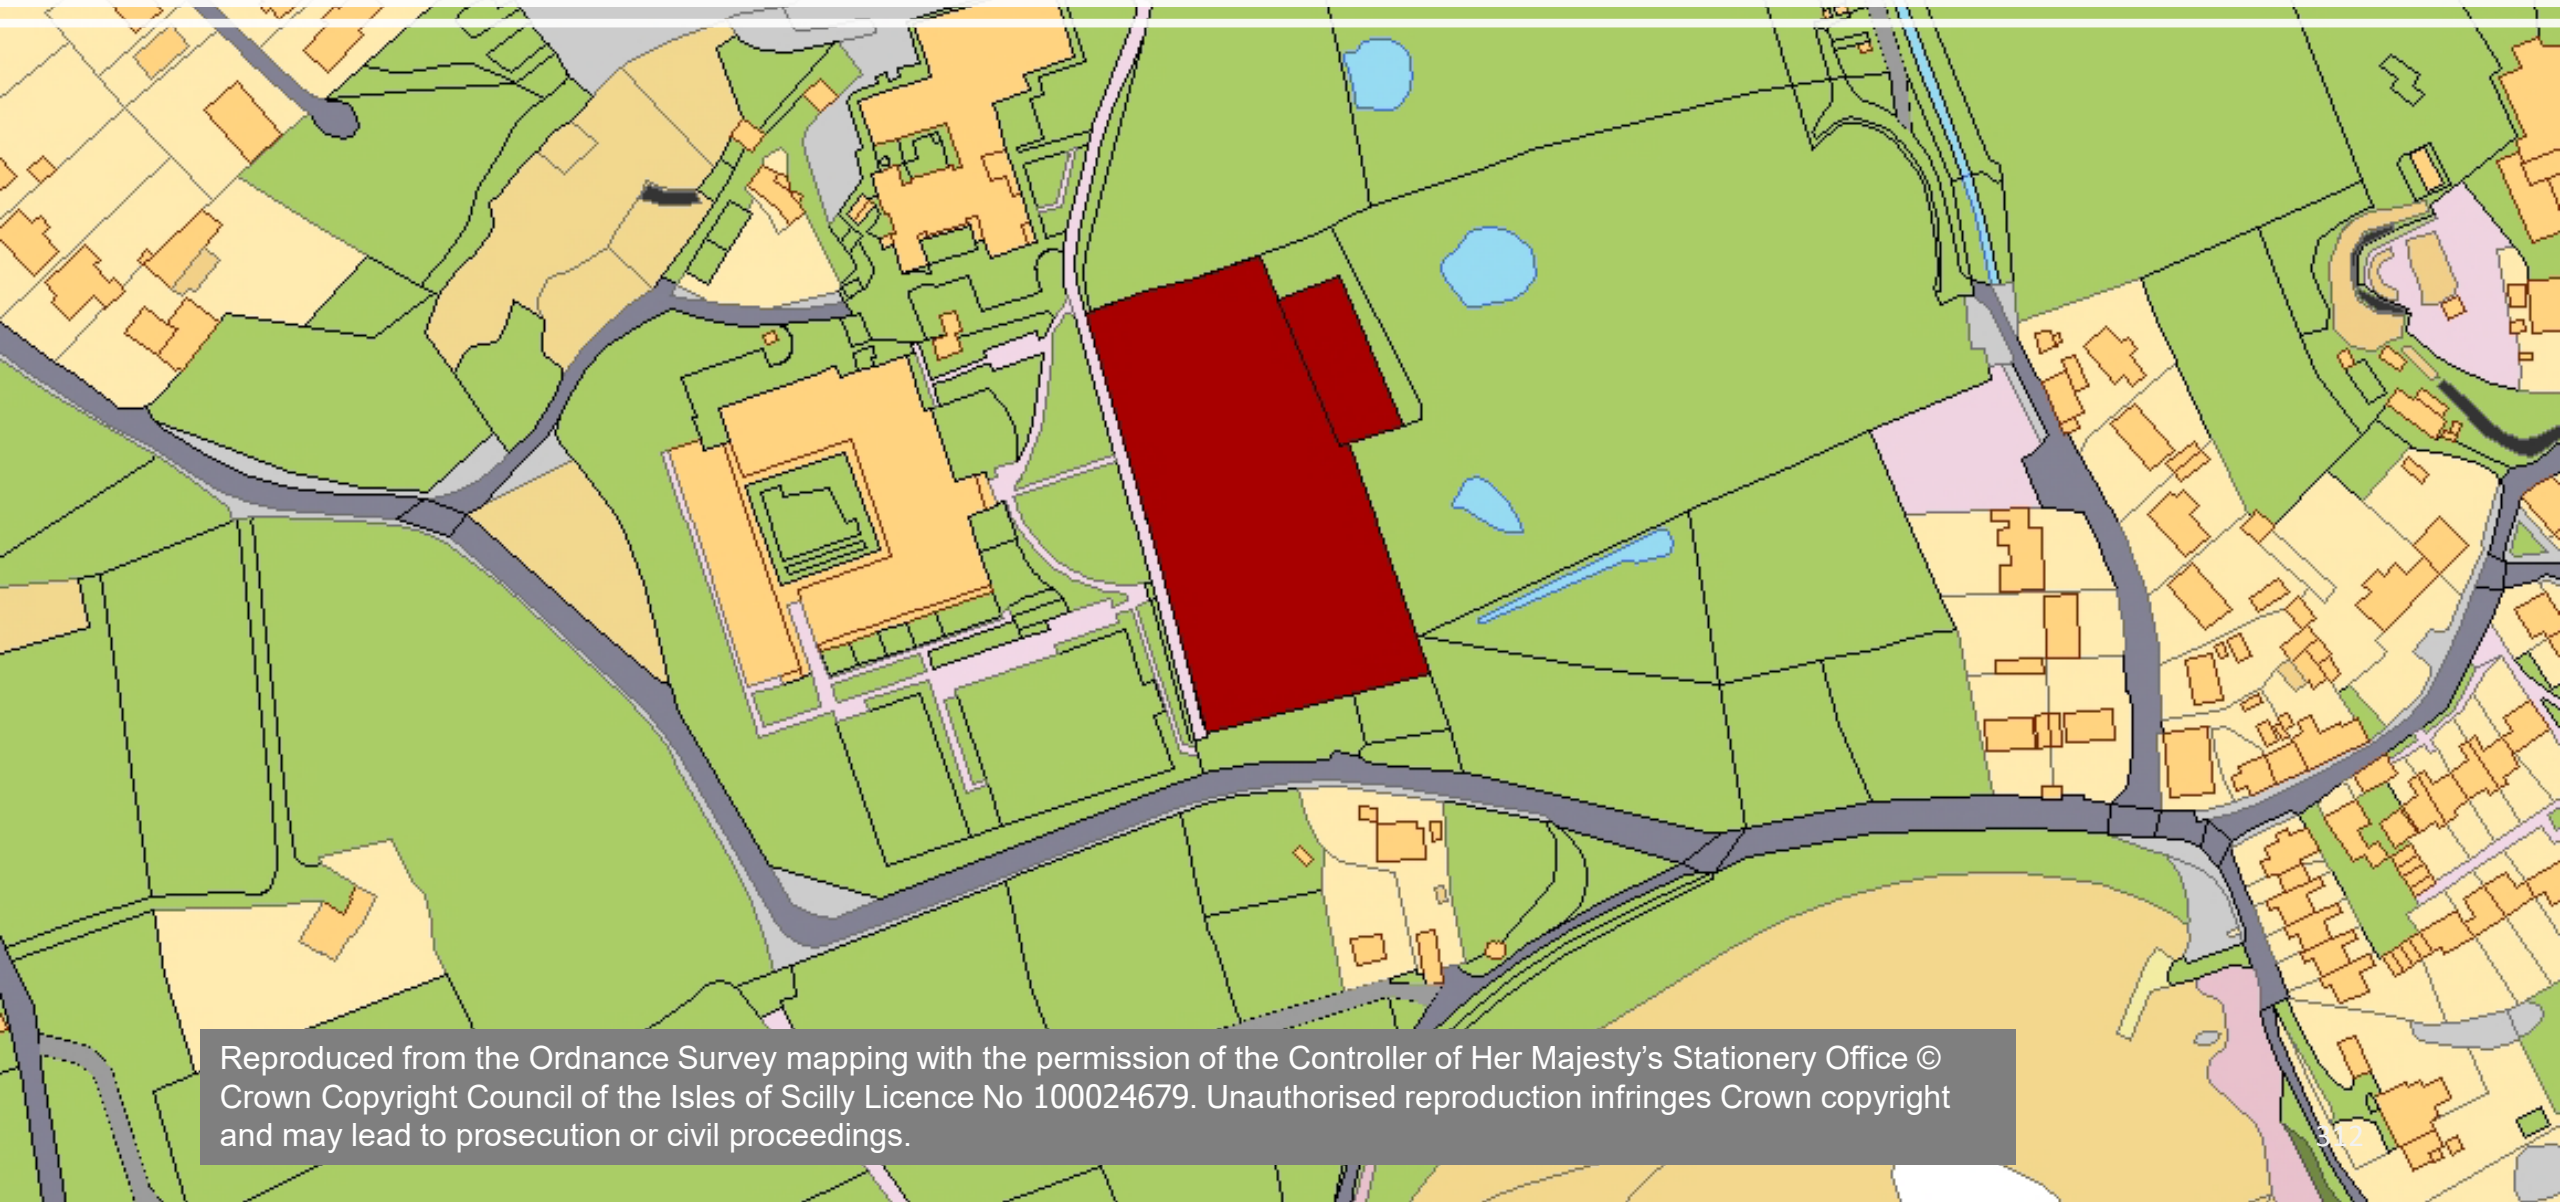 Reproduced from the Ordnance Survey mapping with the permission of the Controller of Her Majesty’s Stationery Office ©
Crown Copyright Council of the Isles of Scilly Licence No 100024679. Unauthorised reproduction infringes Crown copyright
and may lead to prosecution or civil proceedings.
312